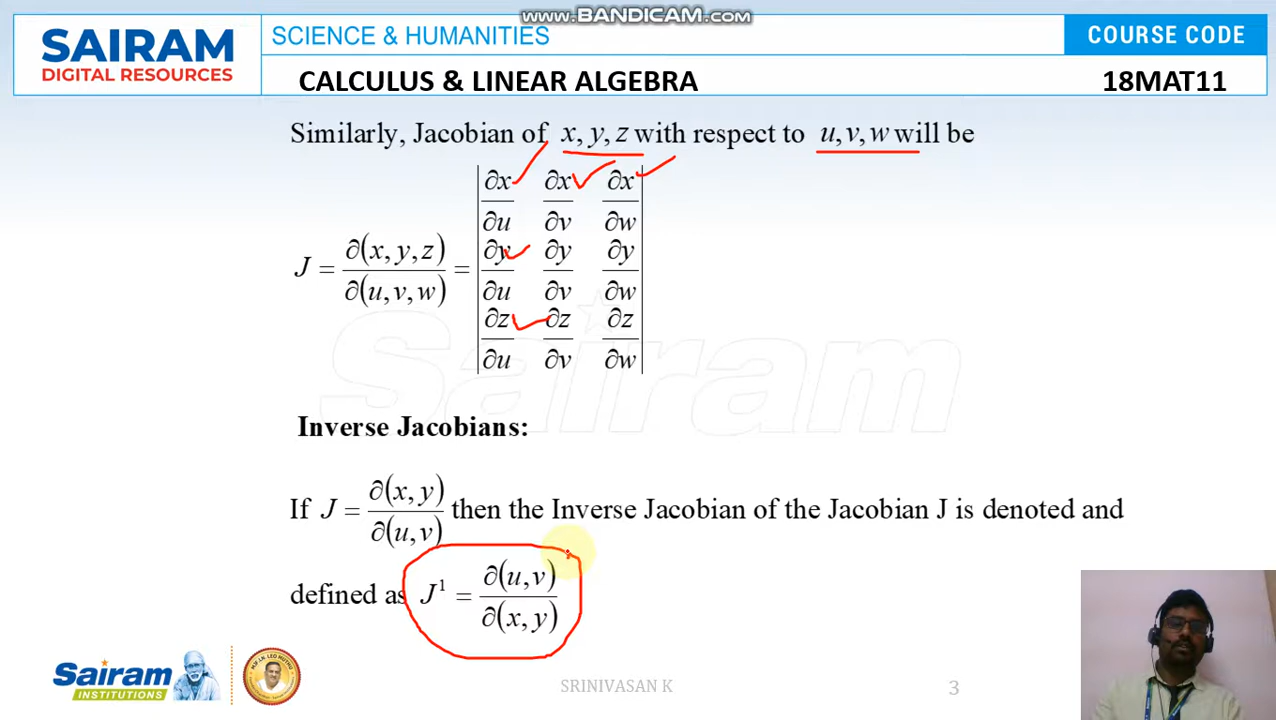 www.BANDICAM.com
SAIRAM
DIGITAL RESOURCES
SCIENCE & HUMANITIES
COURSE CODE
CALCULUS & LINEAR ALGEBRA
18MAT11
Similarly, Jacobian of x, y, z with respect to u, v, w will be
∂x ∂x ∂x
∂u ∂v ∂w
J = ∂(x, y, z) / ∂(u, v, w) =
∂y ∂y ∂y
∂u ∂v ∂w
∂z ∂z ∂z
∂u ∂v ∂w
Sairam
Inverse Jacobians:
If J = ∂(x, y) / ∂(u, v) then the Inverse Jacobian of the Jacobian J is denoted and
defined as J¹ = ∂(u, v) / ∂(x, y)
Sairam
INSTITUTIONS
SRINIVASAN K
3